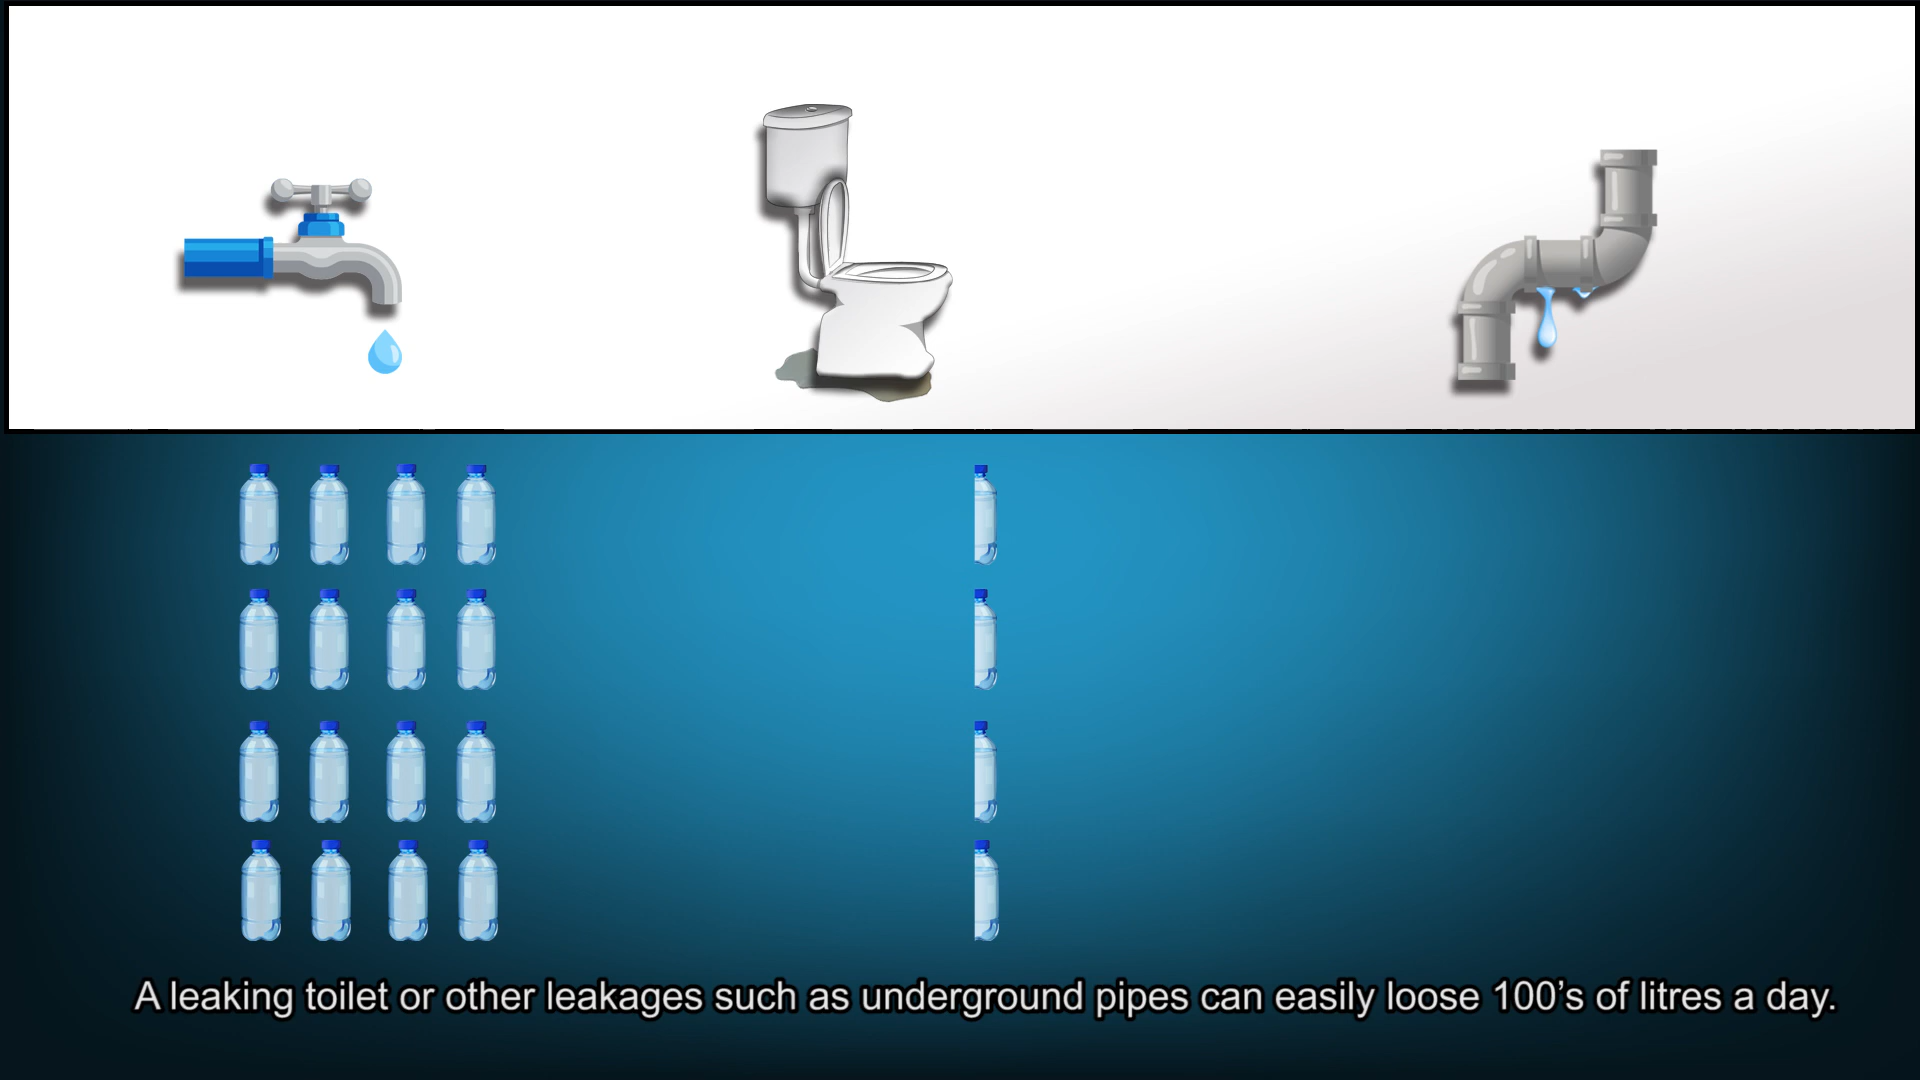 A leaking toilet or other leakages such as underground pipes can easily loose 100’s of litres a day.